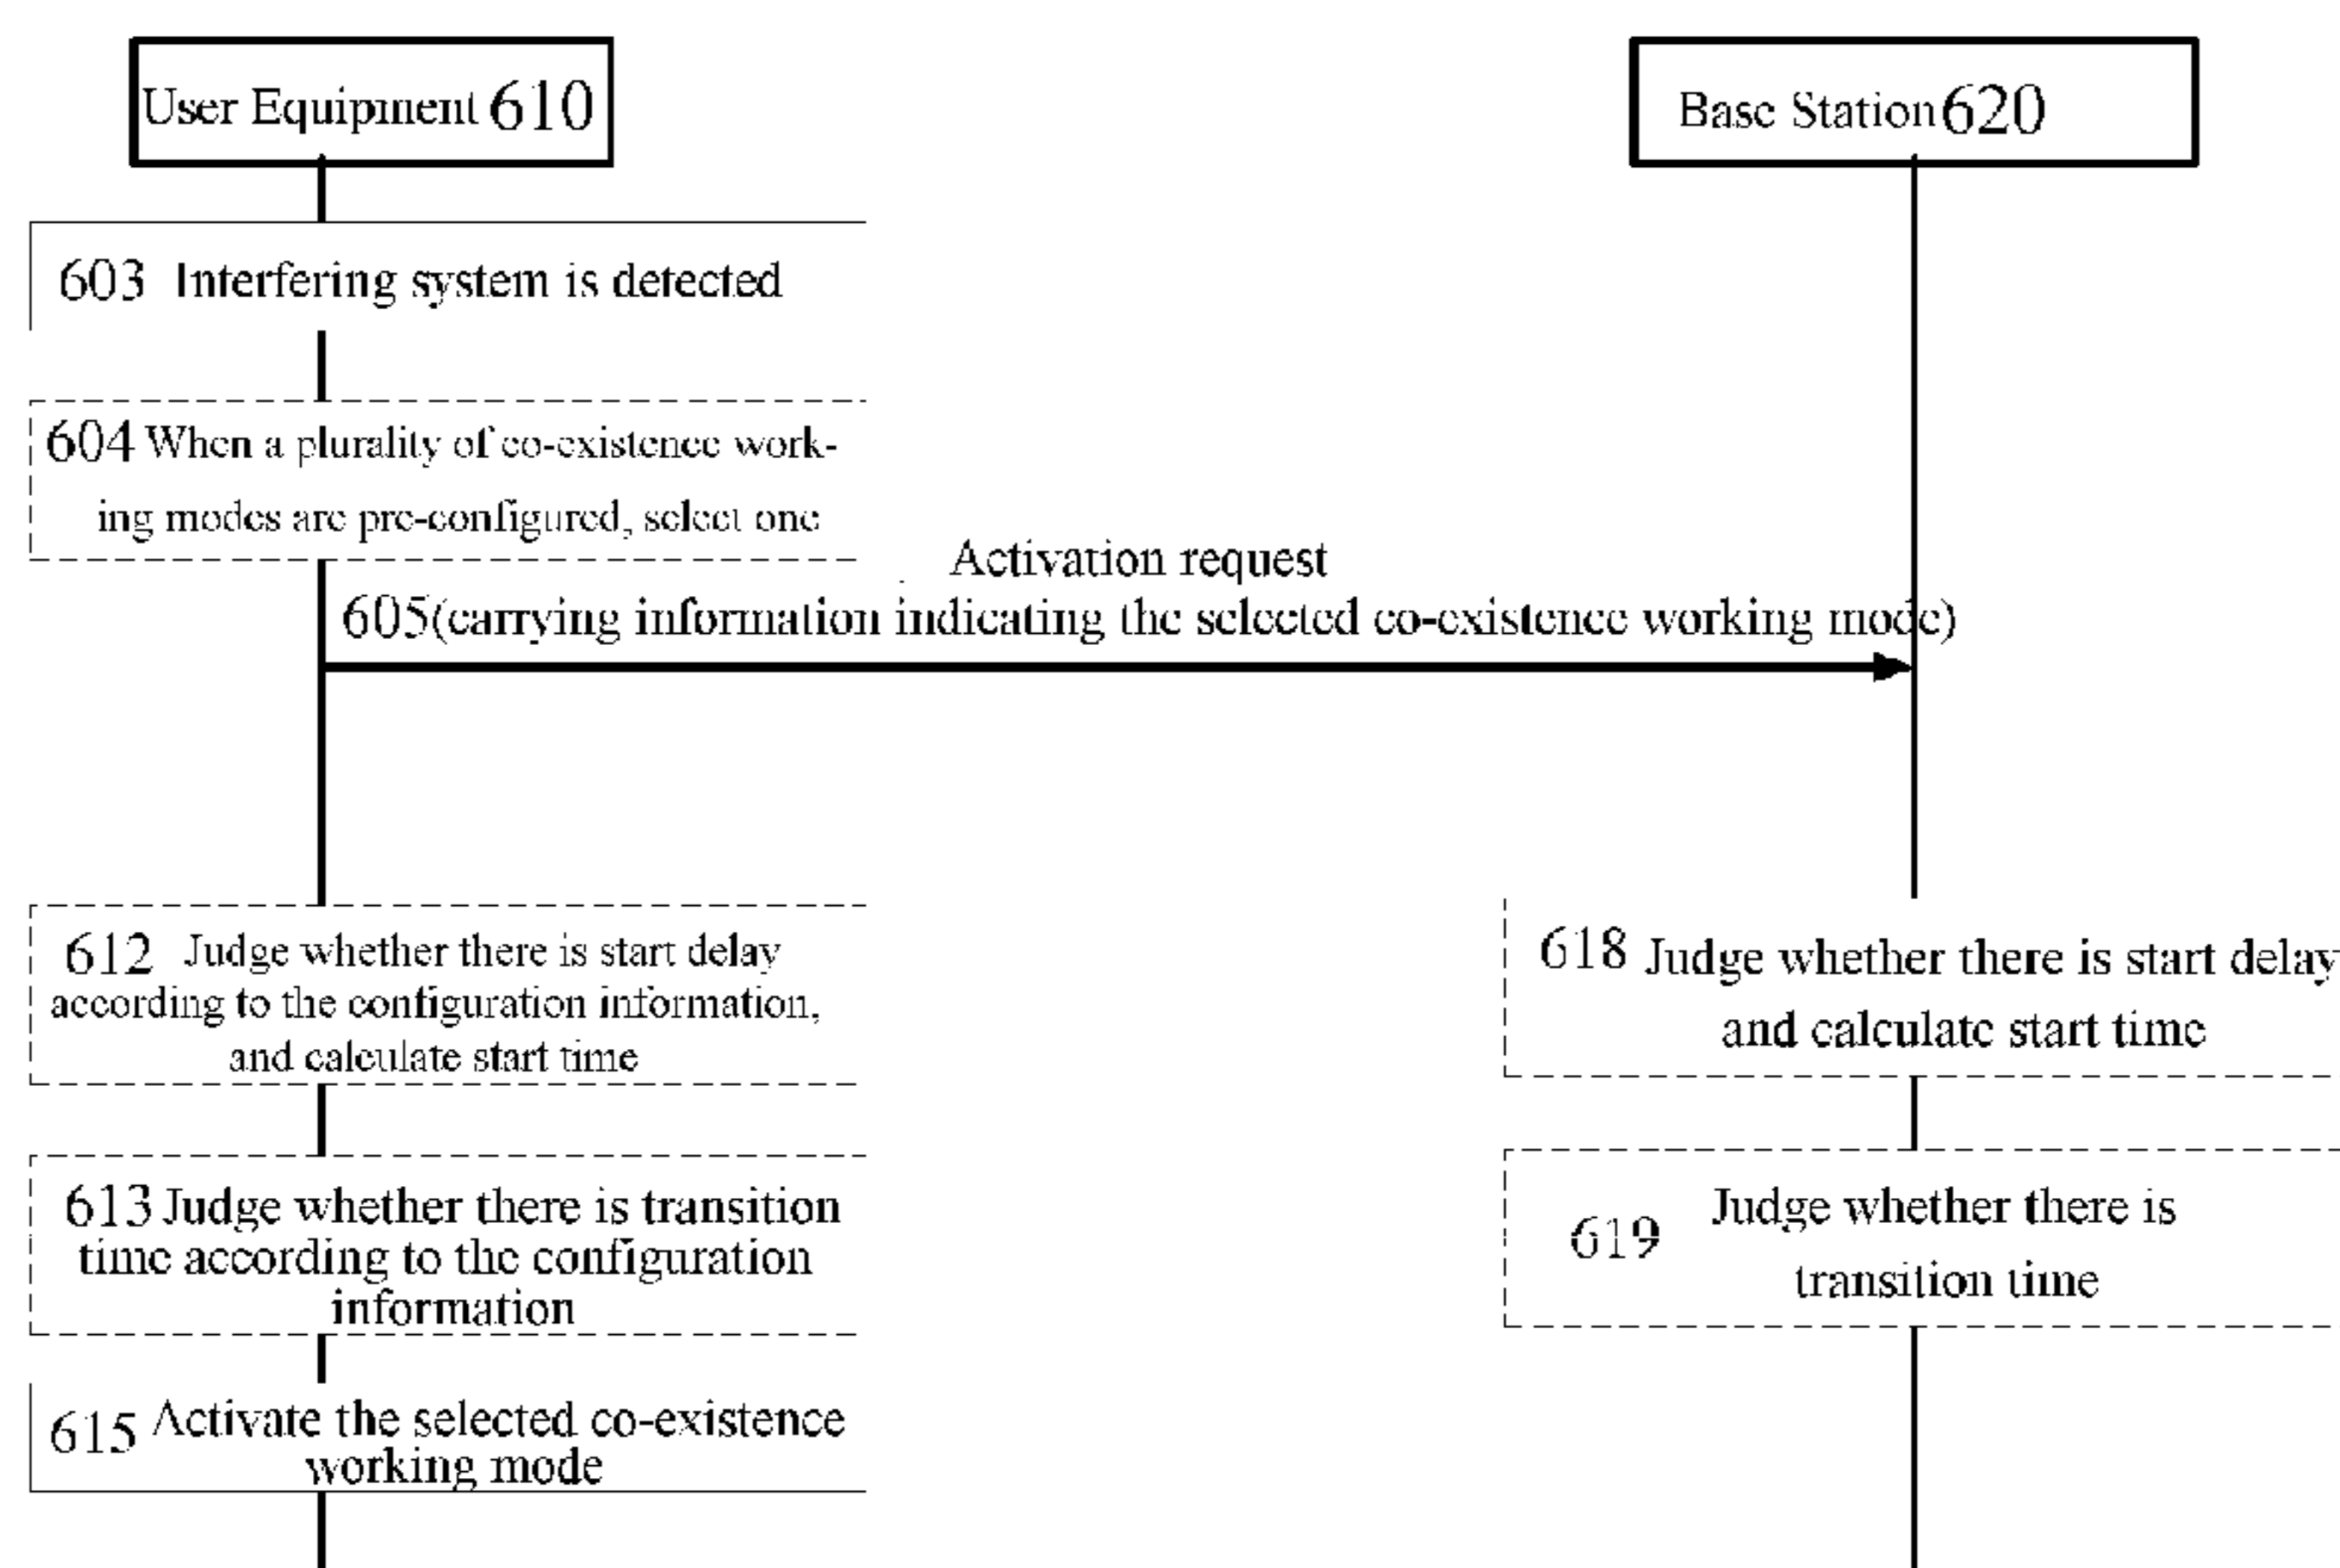 User Equipment 610
Base Station 620
603 Interfering system is detected
604 When a plurality of co-existence work-
ing modes are pre-configured, select one
Activation request
605(carrying information indicating the selected co-existence working mode)
612 Judge whether there is start delay
according to the configuration information,
and calculate start time
618 Judge whether there is start delay
and calculate start time
613 Judge whether there is transition
time according to the configuration
information
619 Judge whether there is
transition time
615 Activate the selected co-existence
working mode